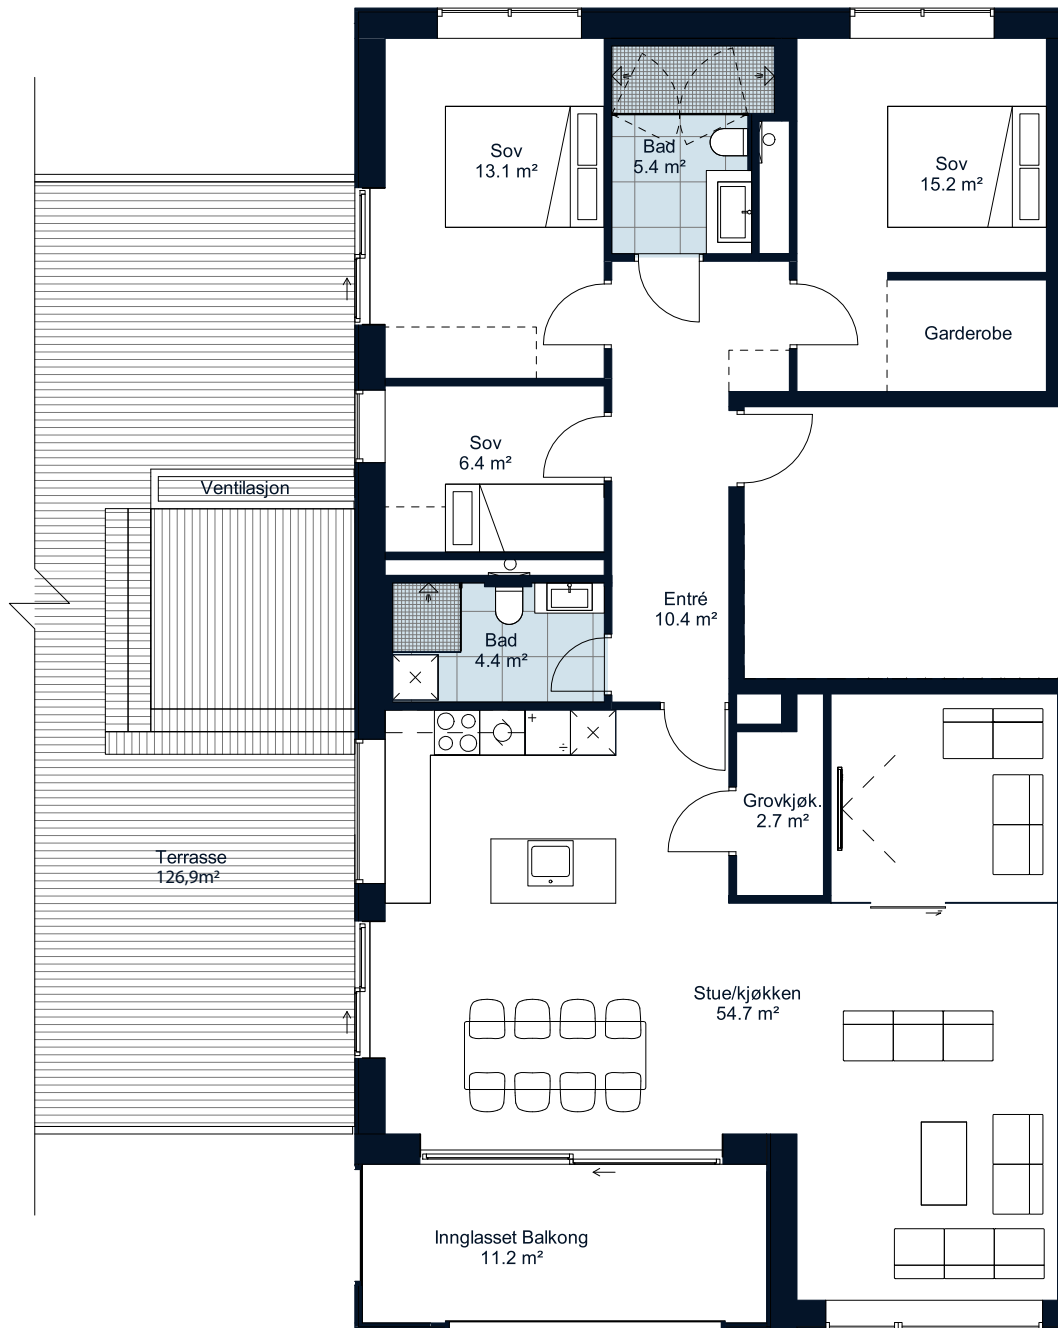 Sov
13.1 m²
Bad
5.4 m²
Sov
15.2 m²
Garderobe
Sov
6.4 m²
Ventilasjon
Entré
10.4 m²
Bad
4.4 m²
Grovkjøk.
2.7 m²
Terrasse
126,9m²
Stue/kjøkken
54.7 m²
Innglasset Balkong
11.2 m²